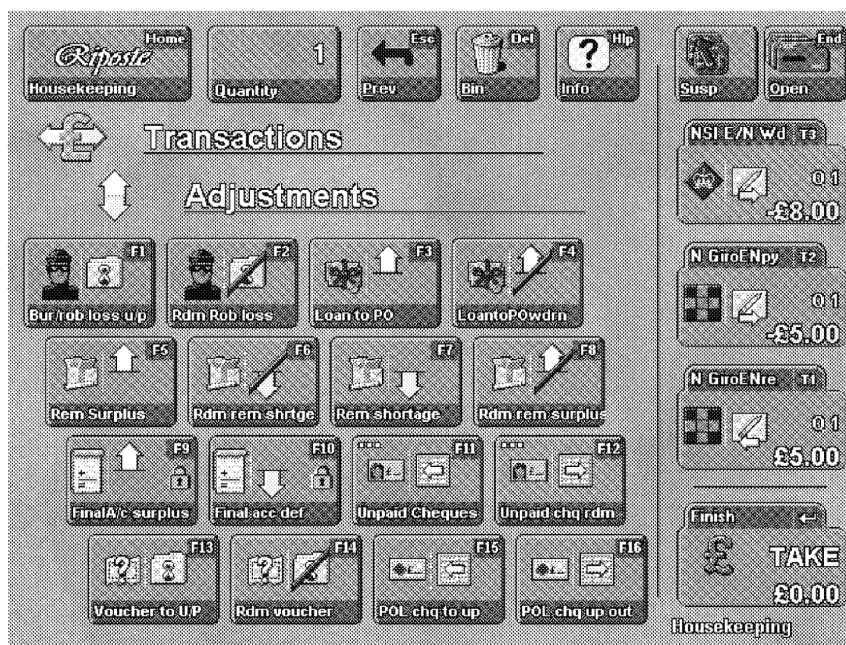 Home
Riposte
Housekeeping
1
Quantity
Esc
Prev
Del
Bin
Hlp
?
Info
Susp
End
Open
Transactions
Adjustments
F1
Bur/rob loss u/p
F2
Rdm Rob loss
F3
Loan to PO
F4
LoantoPOwdrn
F5
Rem Surplus
F6
Rdm rem shrtge
F7
Rem shortage
F8
Rdm rem surplus
F9
FinalA/c surplus
F10
Final acc def
F11
Unpaid Cheques
F12
Unpaid chq rdm
F13
Voucher to U/P
F14
Rdm voucher
F15
POL chq to up
F16
POL chq up out
NSI E/N Wd T3
Q 1
-£8.00
N GiroENpy T2
Q 1
-£5.00
N GiroENre T1
Q 1
£5.00
Finish
£ TAKE
£0.00
Housekeeping